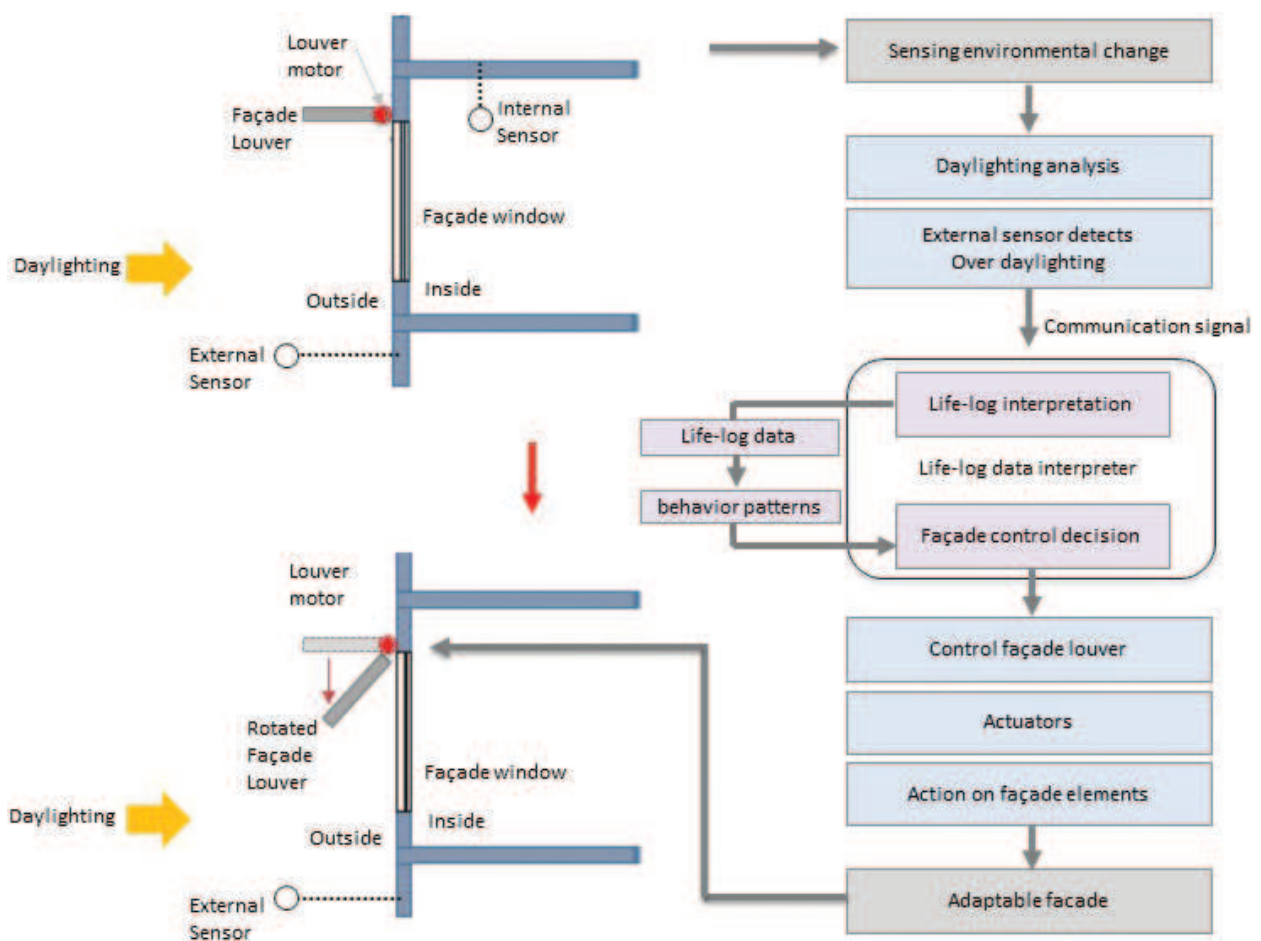 Louver
motor
Façade
Louver
Internal
Sensor
Façade window
Daylighting
Outside
Inside
External
Sensor
Louver
motor
Rotated
Façade
Louver
Façade window
Daylighting
Outside
Inside
External
Sensor
Sensing environmental change
Daylighting analysis
External sensor detects
Over daylighting
Communication signal
Life-log interpretation
Life-log data
Life-log data interpreter
behavior patterns
Façade control decision
Control façade louver
Actuators
Action on façade elements
Adaptable facade